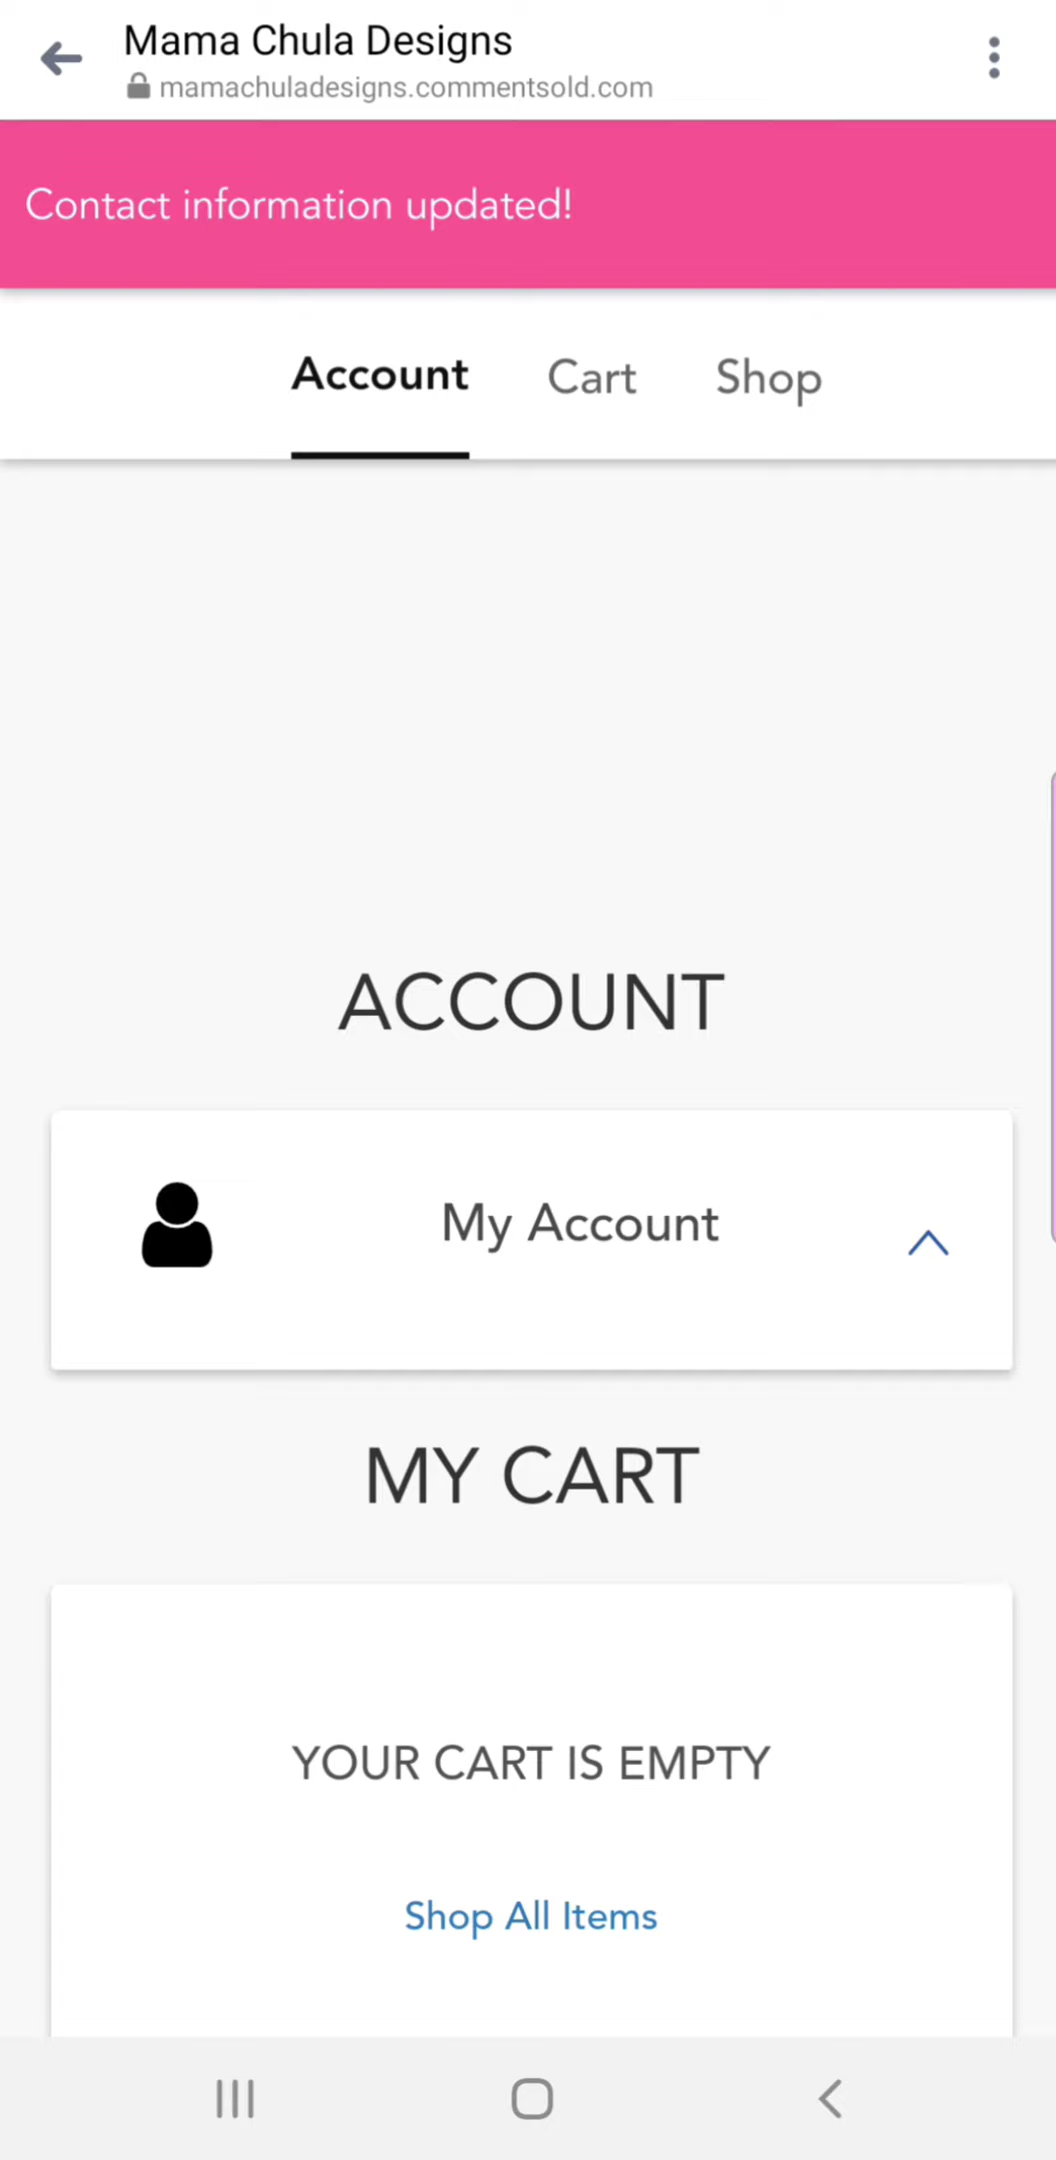 Mama Chula Designs
mamachuladesigns.commentsold.com
Contact information updated!
Account Cart Shop
ACCOUNT
My Account
MY CART
YOUR CART IS EMPTY
Shop All Items